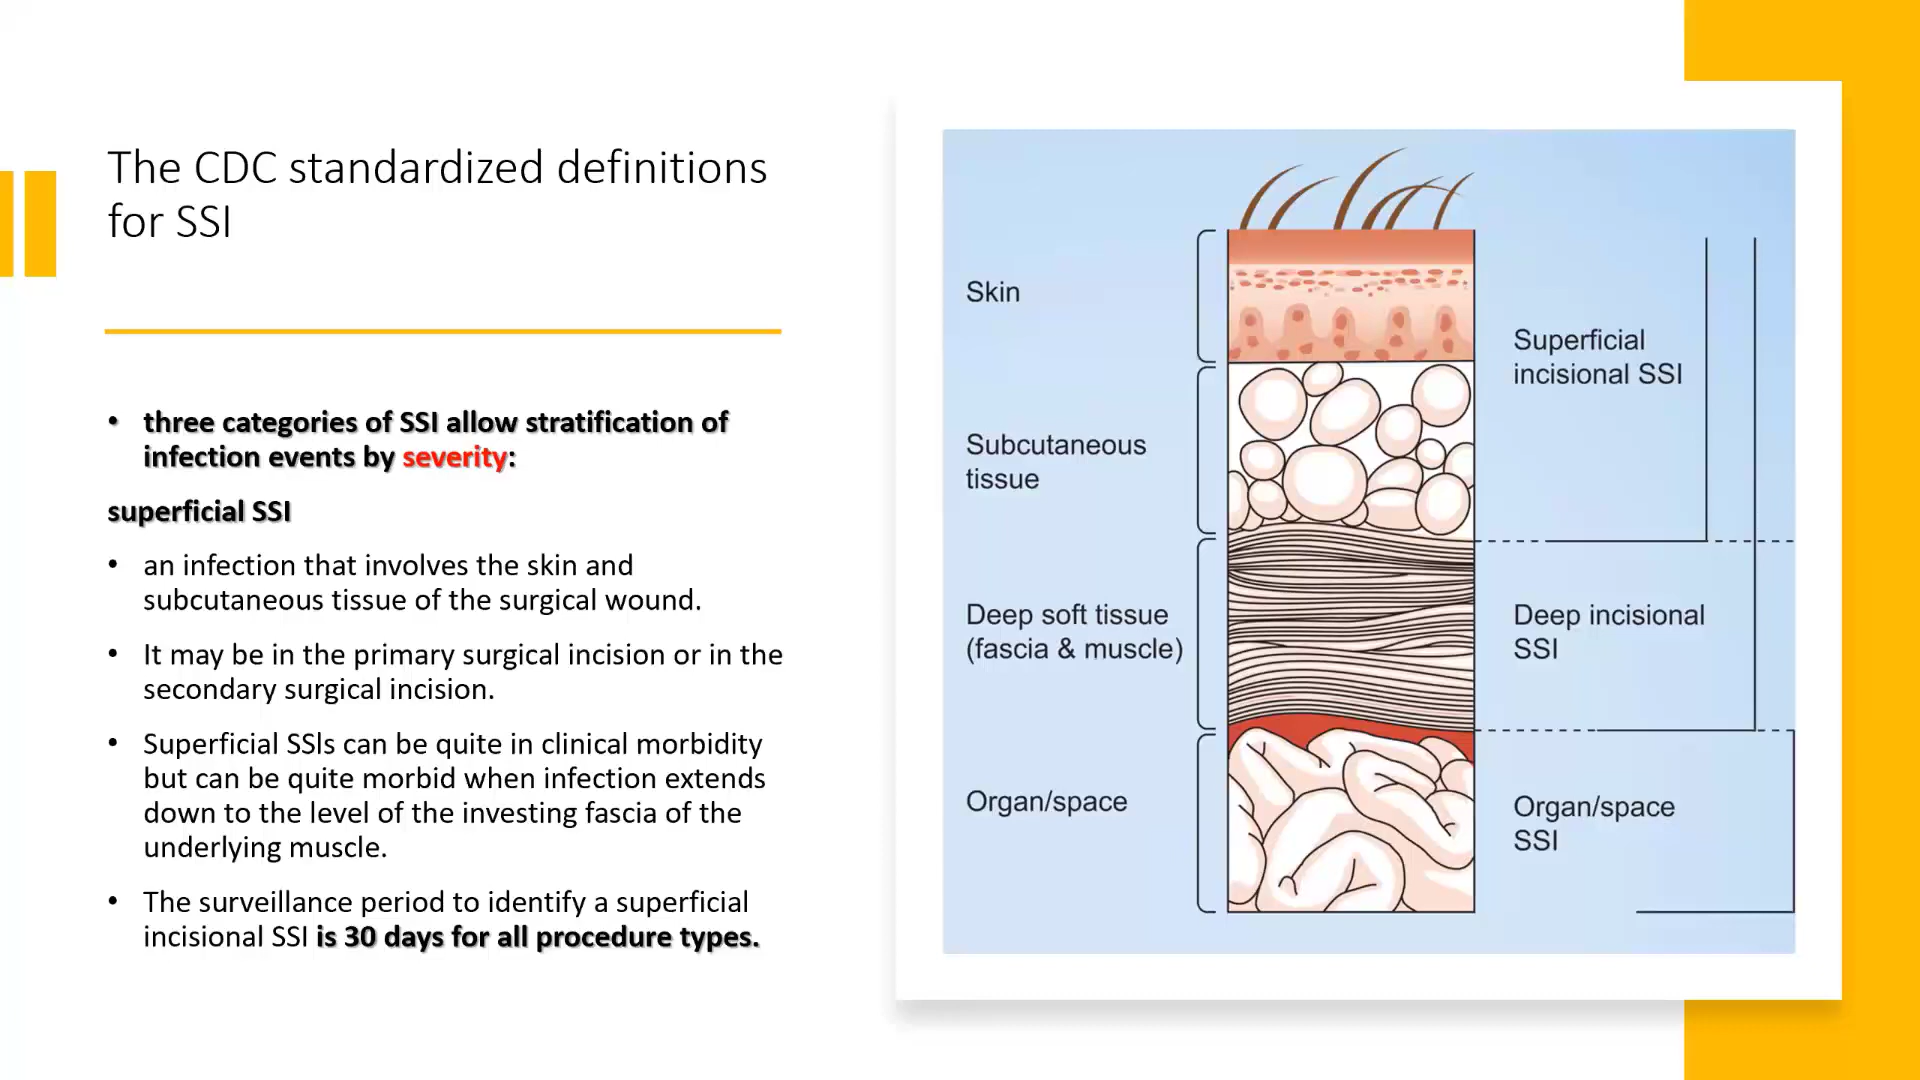 The CDC standardized definitions
for SSI
• three categories of SSI allow stratification of
infection events by severity:
superficial SSI
• an infection that involves the skin and
subcutaneous tissue of the surgical wound.
• It may be in the primary surgical incision or in the
secondary surgical incision.
• Superficial SSls can be quite in clinical morbidity
but can be quite morbid when infection extends
down to the level of the investing fascia of the
underlying muscle.
• The surveillance period to identify a superficial
incisional SSI is 30 days for all procedure types.
Skin
Subcutaneous
tissue
Deep soft tissue
(fascia & muscle)
Organ/space
Superficial
incisional SSI
Deep incisional
SSI
Organ/space
SSI